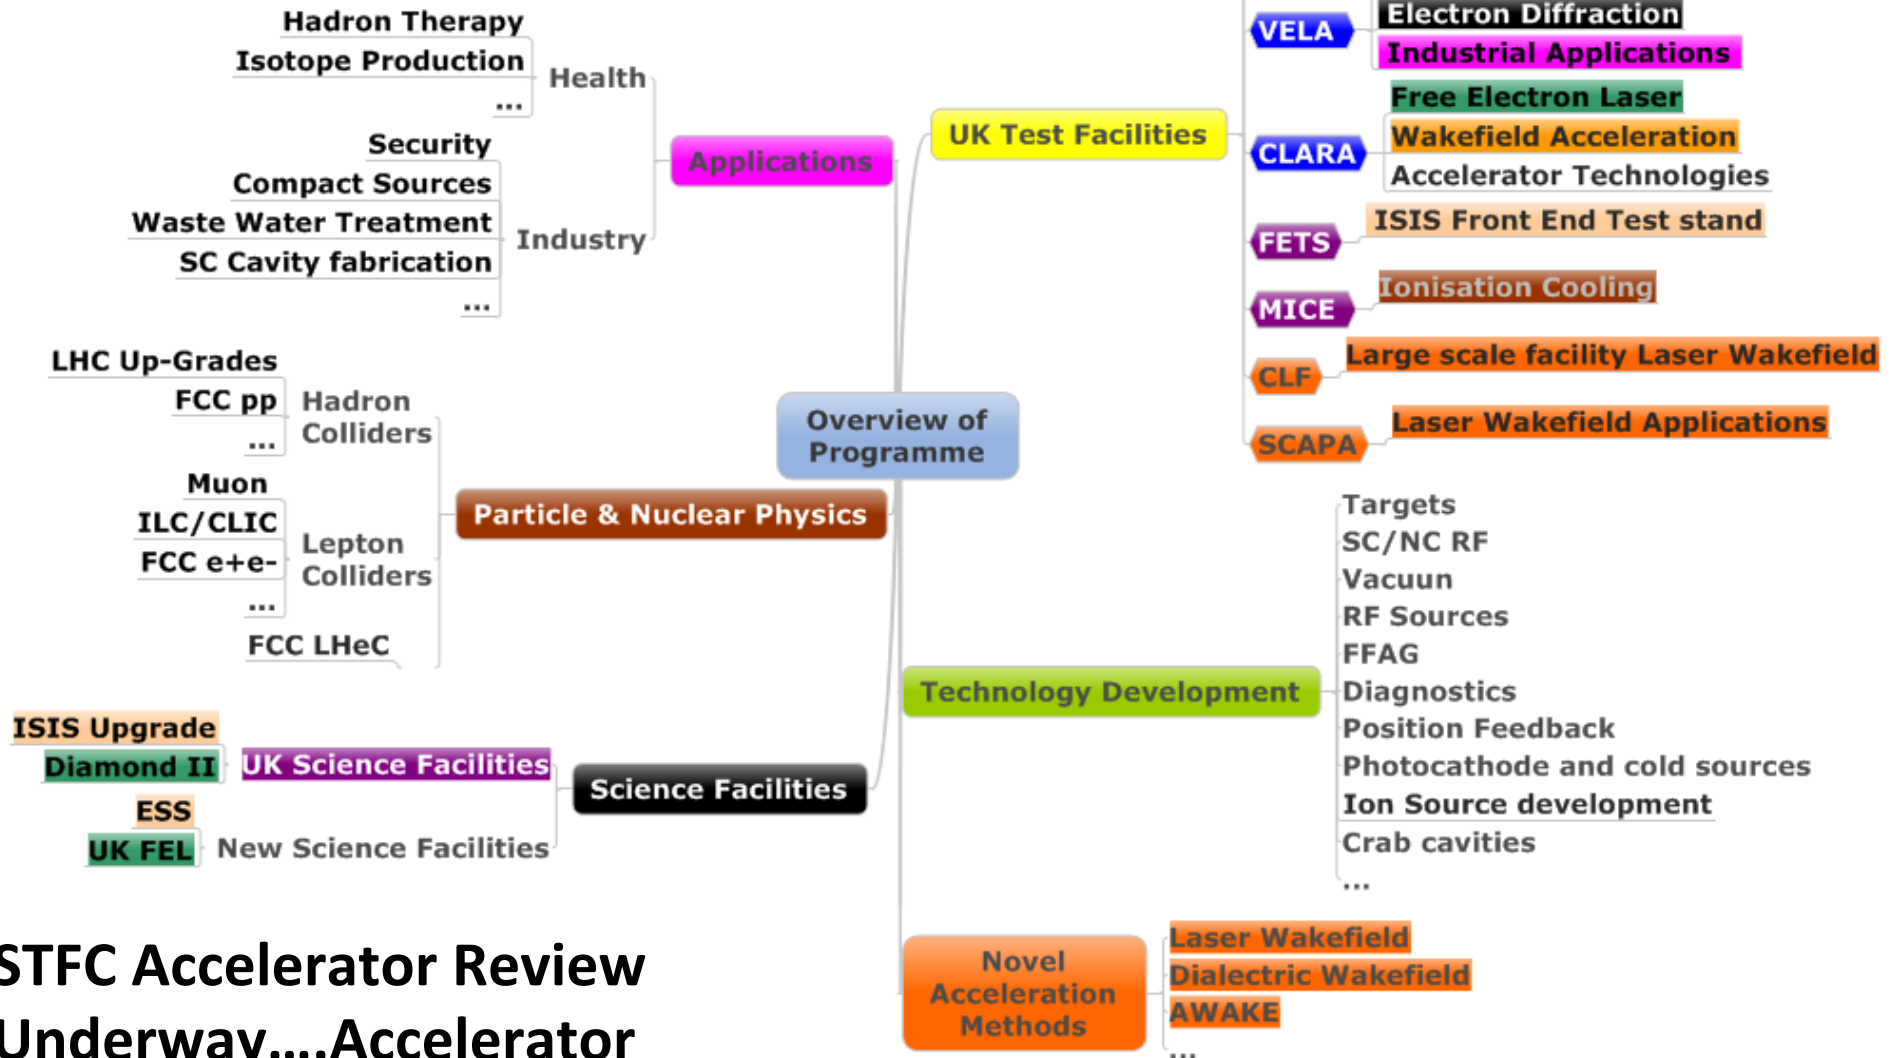 Hadron Therapy
Isotope Production
...
Health
Security
Compact Sources
Waste Water Treatment
SC Cavity fabrication
...
Industry
Applications
LHC Up-Grades
FCC pp
...
Hadron
Colliders
Muon
ILC/CLIC
FCC e+e-
...
Lepton
Colliders
FCC LHeC
Particle & Nuclear Physics
ISIS Upgrade
Diamond II
UK Science Facilities
ESS
UK FEL
New Science Facilities
Science Facilities
Overview of
Programme
UK Test Facilities
VELA
Electron Diffraction
Industrial Applications
CLARA
Free Electron Laser
Wakefield Acceleration
Accelerator Technologies
FETS
ISIS Front End Test stand
MICE
Ionisation Cooling
CLF
Large scale facility Laser Wakefield
SCAPA
Laser Wakefield Applications
Technology Development
Targets
SC/NC RF
Vacuun
RF Sources
FFAG
Diagnostics
Position Feedback
Photocathode and cold sources
Ion Source development
Crab cavities
...
Novel
Acceleration
Methods
Laser Wakefield
Dialectric Wakefield
AWAKE
...
STFC Accelerator Review
Underway....Accelerator